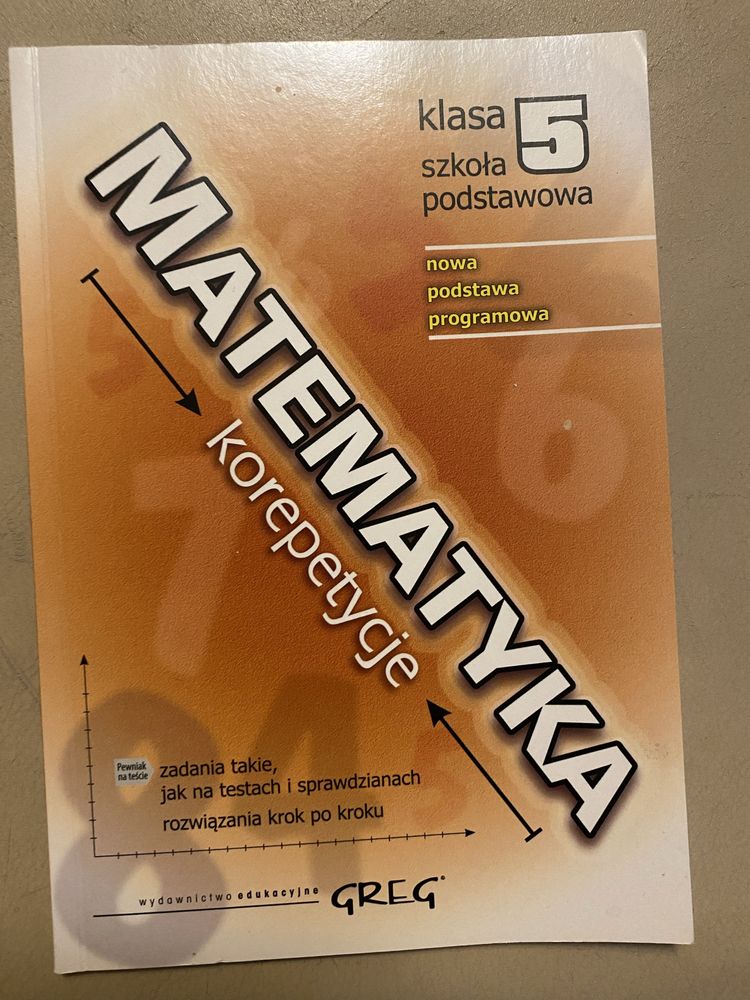 klasa 5
szkoła
podstawowa
nowa
podstawa
programowa
MATEMATYKA
korepetycje
Pewniak
na teście
zadania takie,
jak na testach i sprawdzianach
rozwiązania krok po kroku
wydawnictwo edukacyjne GREG